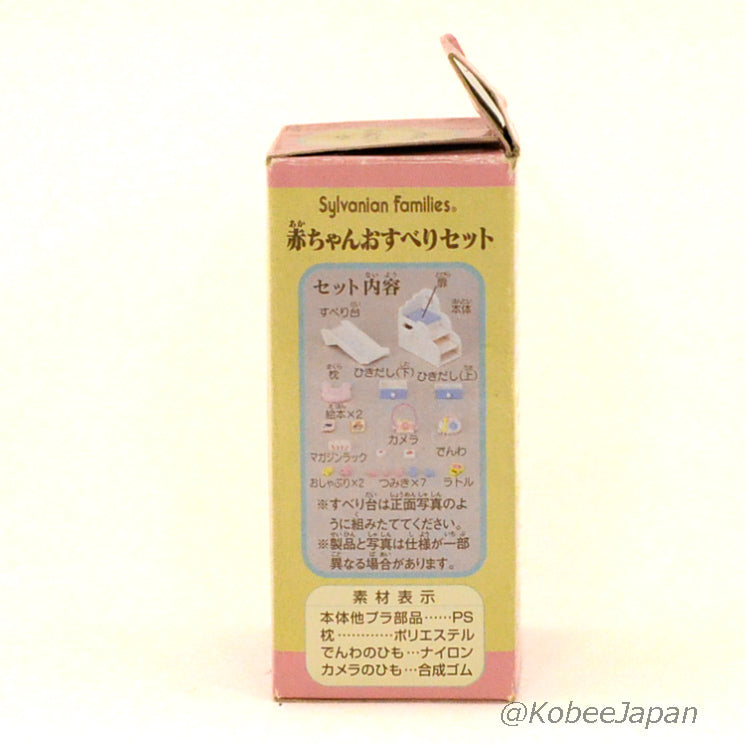 Sylvanian Families®
赤ちゃんおすべりセット
セット内容
扉
すべり台
本体
枕
ひきだし(下)
ひきだし(上)
絵本×2
カメラ
でんわ
マガジンラック
おしゃぶり×2
つみき×7
ラトル
※すべり台は正面写真のよ
うに組みたててください。
※製品と写真は仕様が一部
異なる場合があります。
素材表示
本体他プラ部品……PS
枕…………ポリエステル
でんわのひも…ナイロン
カメラのひも…合成ゴム
@KobeeJapan